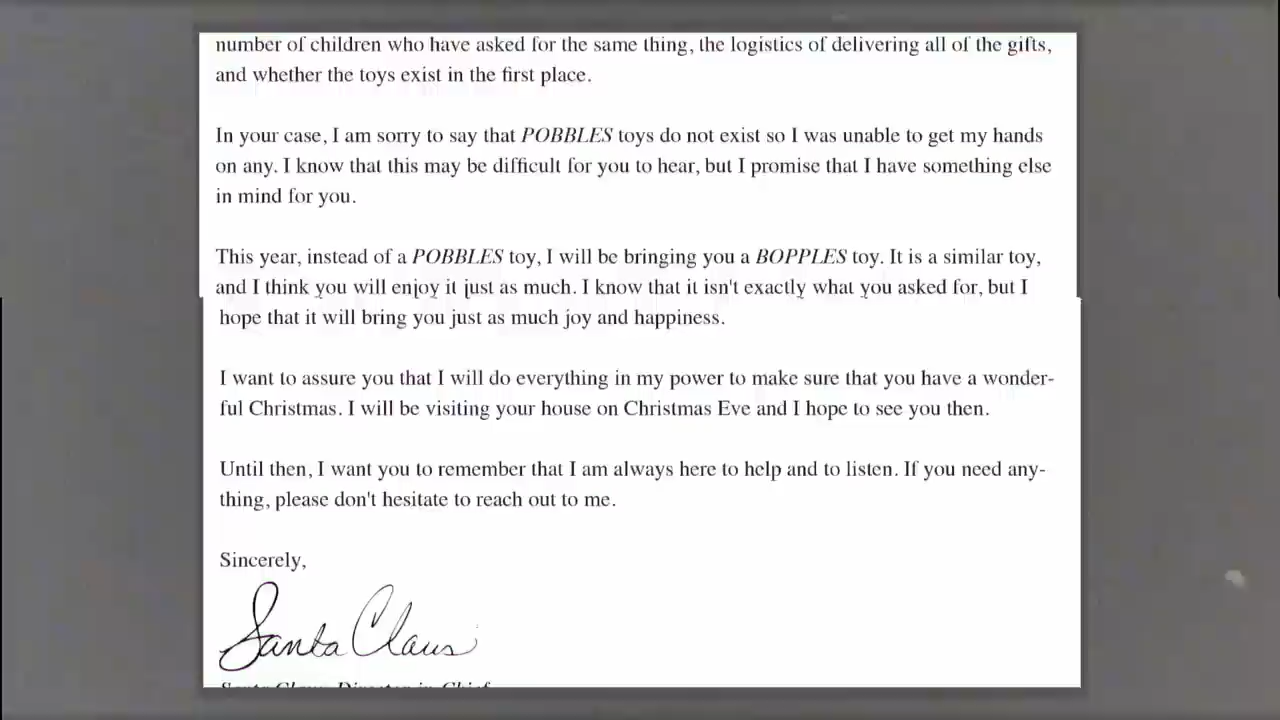 number of children who have asked for the same thing, the logistics of delivering all of the gifts,
and whether the toys exist in the first place.
In your case, I am sorry to say that POBBLES toys do not exist so I was unable to get my hands
on any. I know that this may be difficult for you to hear, but I promise that I have something else
in mind for you.
This year, instead of a POBBLES toy, I will be bringing you a BOPPLES toy. It is a similar toy,
and I think you will enjoy it just as much. I know that it isn't exactly what you asked for, but I
hope that it will bring you just as much joy and happiness.
I want to assure you that I will do everything in my power to make sure that you have a wonder-
ful Christmas. I will be visiting your house on Christmas Eve and I hope to see you then.
Until then, I want you to remember that I am always here to help and to listen. If you need any-
thing, please don't hesitate to reach out to me.
Sincerely,
Santa Claus
Santa Claus, Director in Chief